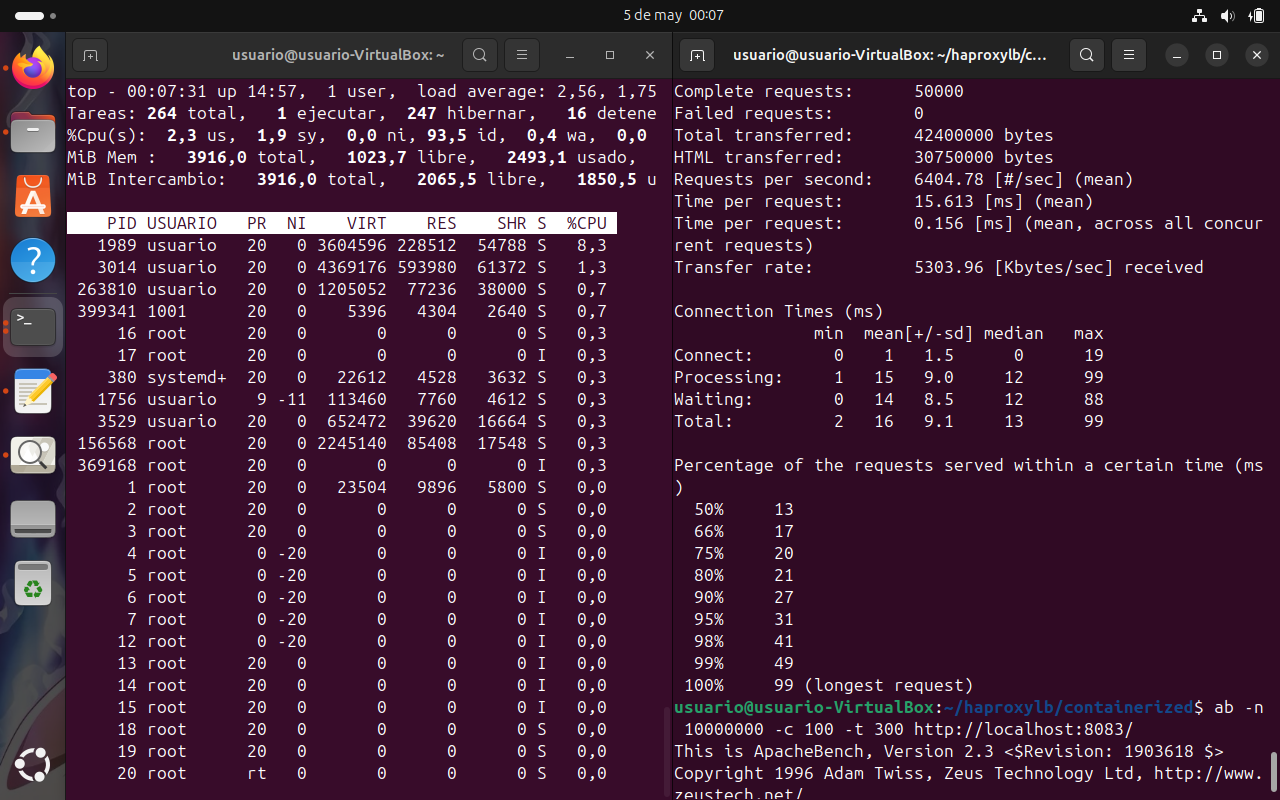 5 de may 00:07
usuario@usuario-VirtualBox: ~
top - 00:07:31 up 14:57, 1 user, load average: 2,56, 1,75
Tareas: 264 total, 1 ejecutar, 247 hibernar, 16 detene
%Cpu(s): 2,3 us, 1,9 sy, 0,0 ni, 93,5 id, 0,4 wa, 0,0
MiB Mem : 3916,0 total, 1023,7 libre, 2493,1 usado,
MiB Intercambio: 3916,0 total, 2065,5 libre, 1850,5 u
PID USUARIO PR NI VIRT RES SHR S %CPU
1989 usuario 20 0 3604596 228512 54788 S 8,3
3014 usuario 20 0 4369176 593980 61372 S 1,3
263810 usuario 20 0 1205052 77236 38000 S 0,7
399341 1001 20 0 5396 4304 2640 S 0,7
16 root 20 0 0 0 0 S 0,3
17 root 20 0 0 0 0 I 0,3
380 systemd+ 20 0 22612 4528 3632 S 0,3
1756 usuario 9 -11 113460 7760 4612 S 0,3
3529 usuario 20 0 652472 39620 16664 S 0,3
156568 root 20 0 2245140 85408 17548 S 0,3
369168 root 20 0 0 0 0 I 0,3
1 root 20 0 23504 9896 5800 S 0,0
2 root 20 0 0 0 0 S 0,0
3 root 20 0 0 0 0 S 0,0
4 root 0 -20 0 0 0 I 0,0
5 root 0 -20 0 0 0 I 0,0
6 root 0 -20 0 0 0 I 0,0
7 root 0 -20 0 0 0 I 0,0
12 root 0 -20 0 0 0 I 0,0
13 root 20 0 0 0 0 I 0,0
14 root 20 0 0 0 0 I 0,0
15 root 20 0 0 0 0 I 0,0
18 root 20 0 0 0 0 S 0,0
19 root 20 0 0 0 0 S 0,0
20 root rt 0 0 0 0 S 0,0
usuario@usuario-VirtualBox: ~/haproxylb/c...
Complete requests: 50000
Failed requests: 0
Total transferred: 42400000 bytes
HTML transferred: 30750000 bytes
Requests per second: 6404.78 [#/sec] (mean)
Time per request: 15.613 [ms] (mean)
Time per request: 0.156 [ms] (mean, across all concur
rent requests)
Transfer rate: 5303.96 [Kbytes/sec] received
Connection Times (ms)
min mean[+/-sd] median max
Connect: 0 1 1.5 0 19
Processing: 1 15 9.0 12 99
Waiting: 0 14 8.5 12 88
Total: 2 16 9.1 13 99
Percentage of the requests served within a certain time (ms
)
50% 13
66% 17
75% 20
80% 21
90% 27
95% 31
98% 41
99% 49
100% 99 (longest request)
usuario@usuario-VirtualBox:~/haproxylb/containerized$ ab -n
10000000 -c 100 -t 300 http://localhost:8083/
This is ApacheBench, Version 2.3 <$Revision: 1903618 $>
Copyright 1996 Adam Twiss, Zeus Technology Ltd, http://www.
zeustech.net/